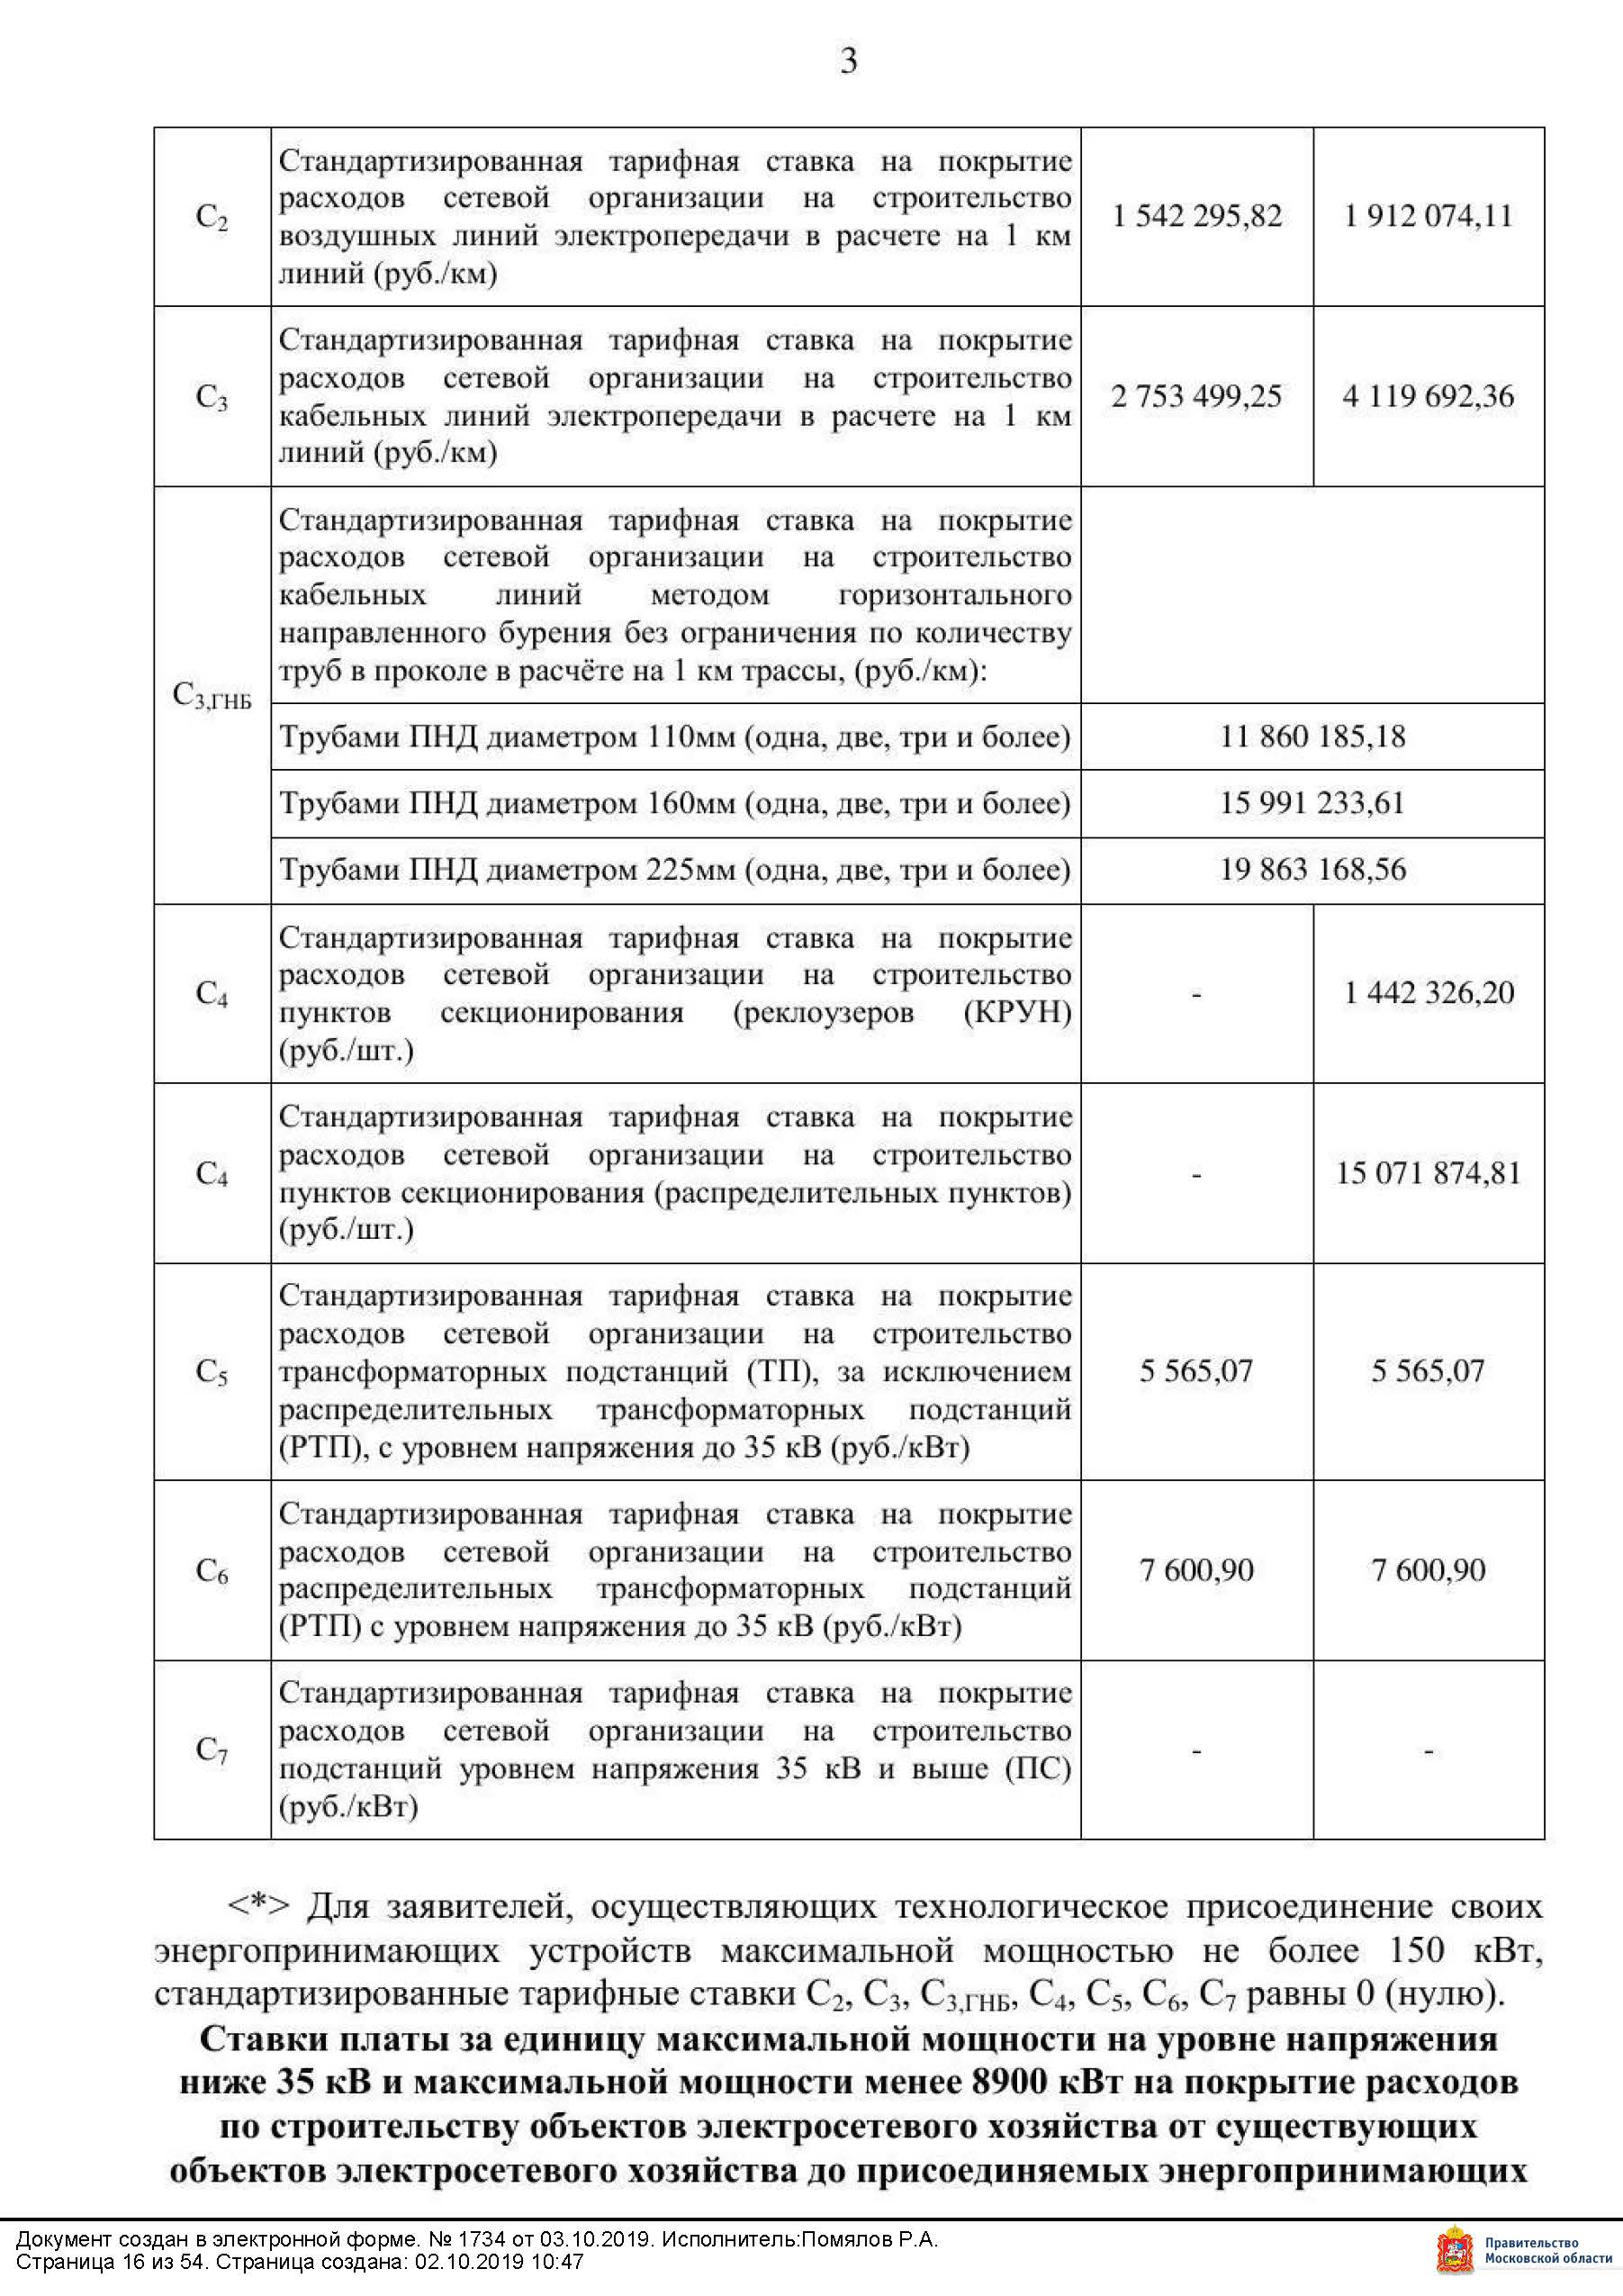 3
С2
Стандартизированная тарифная ставка на покрытие
расходов сетевой организации на строительство
воздушных линий электропередачи в расчете на 1 км
линий (руб./км)
1 542 295,82
1 912 074,11
С3
Стандартизированная тарифная ставка на покрытие
расходов сетевой организации на строительство
кабельных линий электропередачи в расчете на 1 км
линий (руб./км)
2 753 499,25
4 119 692,36
С3,ГНБ
Стандартизированная тарифная ставка на покрытие
расходов сетевой организации на строительство
кабельных линий методом горизонтального
направленного бурения без ограничения по количеству
труб в проколе в расчёте на 1 км трассы, (руб./км):
Трубами ПНД диаметром 110мм (одна, две, три и более)
11 860 185,18
Трубами ПНД диаметром 160мм (одна, две, три и более)
15 991 233,61
Трубами ПНД диаметром 225мм (одна, две, три и более)
19 863 168,56
С4
Стандартизированная тарифная ставка на покрытие
расходов сетевой организации на строительство
пунктов секционирования (реклоузеров (КРУН)
(руб./шт.)
-
1 442 326,20
С4
Стандартизированная тарифная ставка на покрытие
расходов сетевой организации на строительство
пунктов секционирования (распределительных пунктов)
(руб./шт.)
-
15 071 874,81
С5
Стандартизированная тарифная ставка на покрытие
расходов сетевой организации на строительство
трансформаторных подстанций (ТП), за исключением
распределительных трансформаторных подстанций
(РТП), с уровнем напряжения до 35 кВ (руб./кВт)
5 565,07
5 565,07
С6
Стандартизированная тарифная ставка на покрытие
расходов сетевой организации на строительство
распределительных трансформаторных подстанций
(РТП) с уровнем напряжения до 35 кВ (руб./кВт)
7 600,90
7 600,90
С7
Стандартизированная тарифная ставка на покрытие
расходов сетевой организации на строительство
подстанций уровнем напряжения 35 кВ и выше (ПС)
(руб./кВт)
-
-
<*> Для заявителей, осуществляющих технологическое присоединение своих
энергопринимающих устройств максимальной мощностью не более 150 кВт,
стандартизированные тарифные ставки С2, С3, С3,ГНБ, С4, С5, С6, С7 равны 0 (нулю).
Ставки платы за единицу максимальной мощности на уровне напряжения
ниже 35 кВ и максимальной мощности менее 8900 кВт на покрытие расходов
по строительству объектов электросетевого хозяйства от существующих
объектов электросетевого хозяйства до присоединяемых энергопринимающих
Документ создан в электронной форме. № 1734 от 03.10.2019. Исполнитель:Помялов Р.А.
Страница 16 из 54. Страница создана: 02.10.2019 10:47
Правительство
Московской области